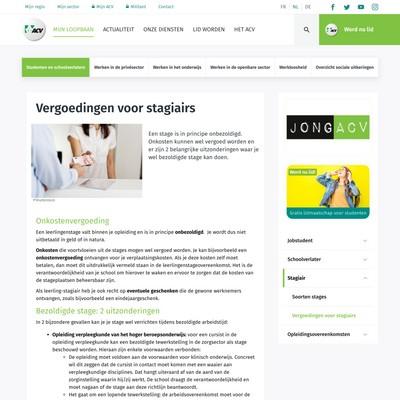 Mijn regio Mijn sector Mijn ACV Militant Contact FR NL DE
ACV MIJN LOOPBAAN ACTUALITEIT ONZE DIENSTEN LID WORDEN HET ACV Word nu lid
Studenten en schoolverlaters Werken in de privésector Werken in het onderwijs Werken in de openbare sector Werkloosheid Overzicht sociale uitkeringen
Vergoedingen voor stagiairs
Een stage is in principe onbezoldigd.
Onkosten kunnen wel vergoed worden en
er zijn 2 belangrijke uitzonderingen waar je
wel bezoldigde stage kan doen.
Onkostenvergoeding
Een leerlingenstage valt binnen je opleiding en is in principe onbezoldigd. Je wordt dus niet
uitbetaald in geld of in natura.
Onkosten die voortvloeien uit de stages mogen wel vergoed worden. Je kan bijvoorbeeld een
onkostenvergoeding ontvangen voor je verplaatsingskosten. Als je deze kosten zelf moet
betalen, dan moet dit uitdrukkelijk vermeld staan in de leerlingenstageovereenkomst. Het is de
verantwoordelijkheid van je school om hierover te waken en ervoor te zorgen dat de kosten van
de stageplaatsen beheersbaar zijn.
Als leerling-stagiair heb je ook recht op eventuele geschenken die de gewone werknemers
ontvangen, zoals bijvoorbeeld een eindejaarsgeschenk.
Bezoldigde stage: 2 uitzonderingen
In 2 bijzondere gevallen kan je je stage wel verrichten tijdens bezoldigde arbeidstijd:
Opleiding verpleegkunde van het hoger beroepsonderwijs: voor een cursist in de
opleiding verpleegkunde kan een bezoldigde tewerkstelling in de zorgsector als stage
beschouwd worden. Hieraan zijn enkele voorwaarden verbonden:
De opleiding moet voldoen aan de voorwaarden voor klinisch onderwijs. Concreet
wil dit zeggen dat de cursist in contact moet komen met een waaier aan
verpleegkundige disciplines. Dat hangt uiteraard af van de aard van de
zorginstelling waarin hij/zij werkt. De school draagt de verantwoordelijkheid en
moet nagaan of de stage aan deze richtlijn beantwoordt.
Het gaat om een lopende tewerkstelling: de arbeidsovereenkomst moet voor de
JONG ACV
Word nu lid
Gratis lidmaatschap voor studenten
Jobstudent
Schoolverlater
Stagiair
Soorten stages
Vergoedingen voor stagiairs
Opleidingsovereenkomsten